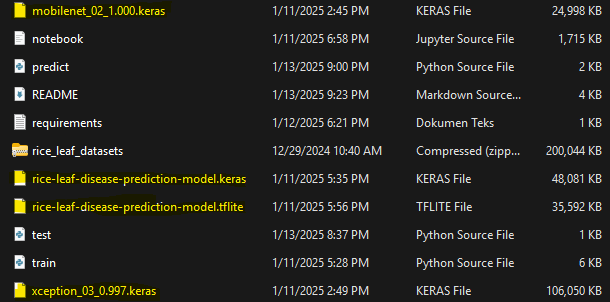 mobilenet_02_1.000.keras 1/11/2025 2:45 PM KERAS File 24,998 KB
notebook 1/11/2025 6:58 PM Jupyter Source File 1,715 KB
predict 1/13/2025 9:00 PM Python Source File 2 KB
README 1/13/2025 9:23 PM Markdown Source... 4 KB
requirements 1/12/2025 6:21 PM Dokumen Teks 1 KB
rice_leaf_datasets 12/29/2024 10:40 AM Compressed (zipp... 200,044 KB
rice-leaf-disease-prediction-model.keras 1/11/2025 5:35 PM KERAS File 48,081 KB
rice-leaf-disease-prediction-model.tflite 1/11/2025 5:56 PM TFLITE File 35,592 KB
test 1/13/2025 8:37 PM Python Source File 1 KB
train 1/11/2025 5:28 PM Python Source File 6 KB
xception_03_0.997.keras 1/11/2025 2:49 PM KERAS File 106,050 KB